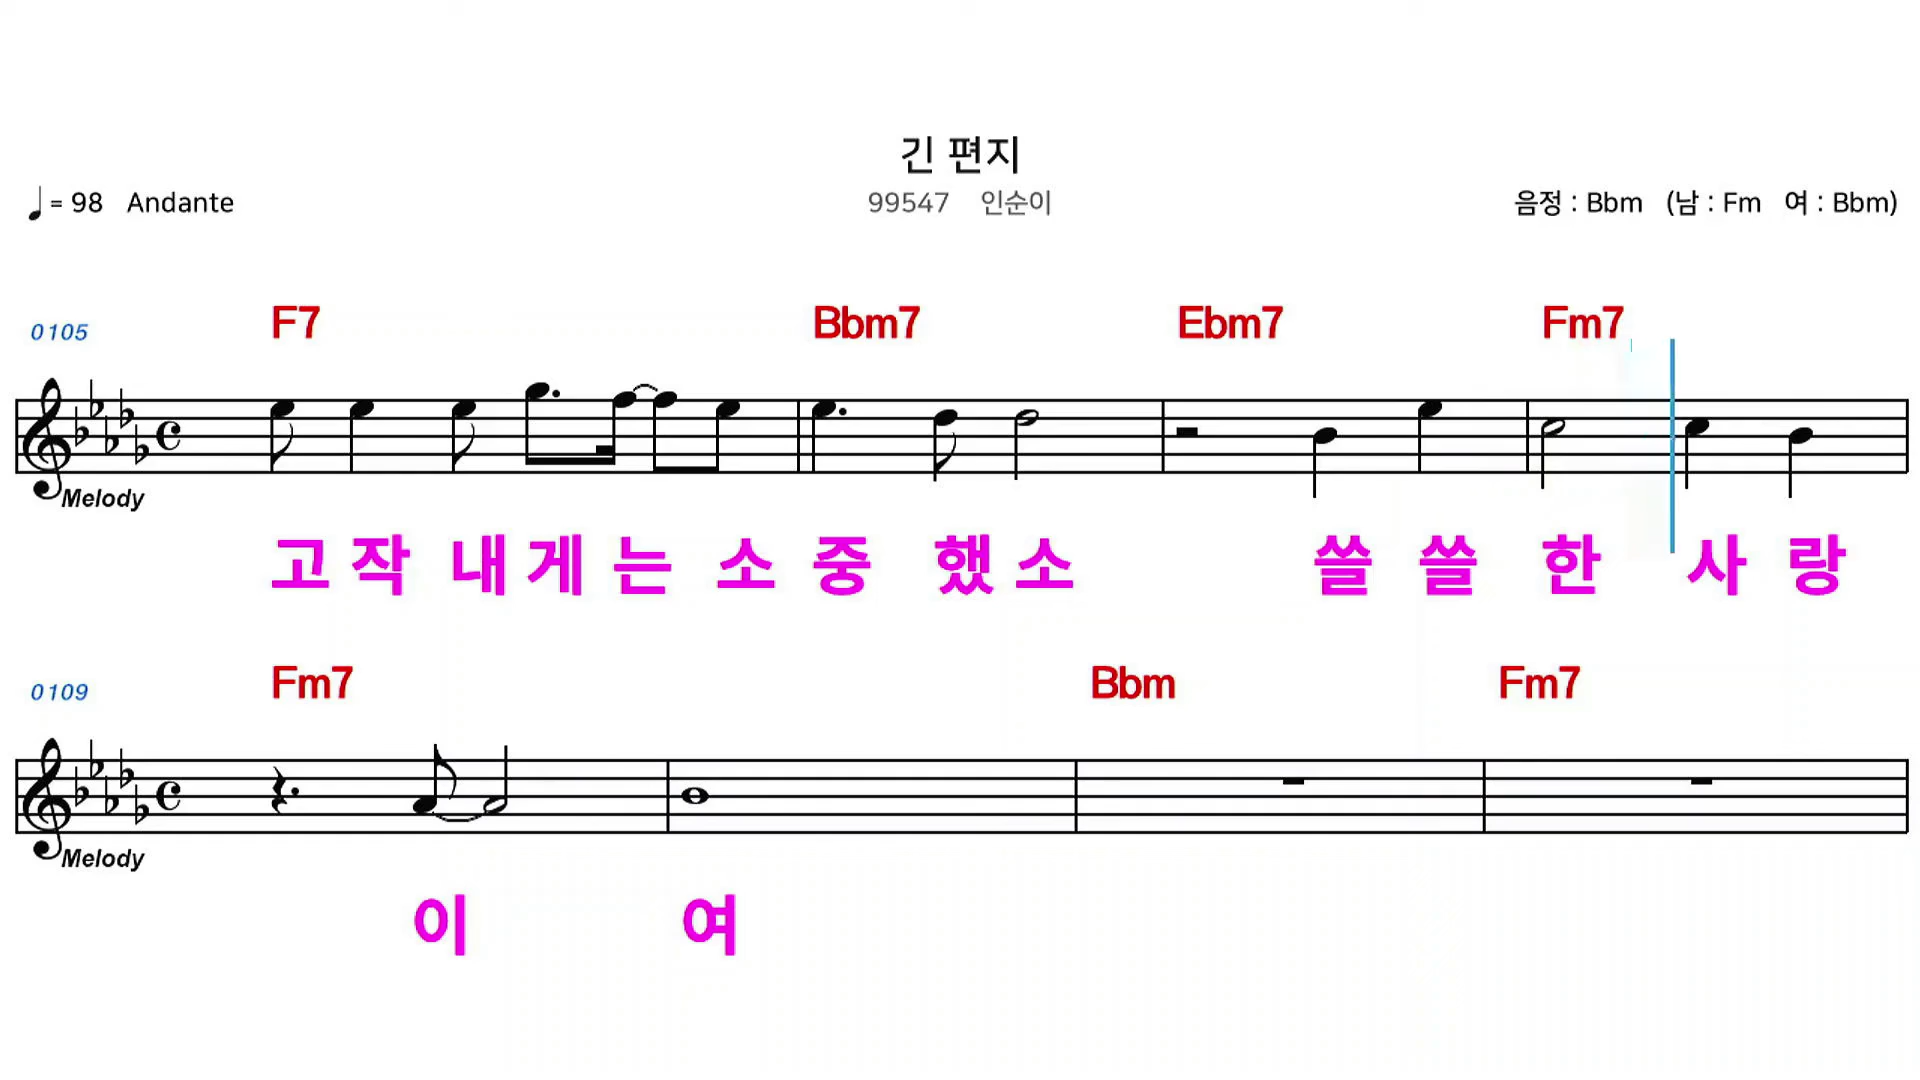 긴 편지
♩= 98 Andante 99547 인순이 음정 : Bbm (남 : Fm 여 : Bbm)
0105 F7 Bbm7 Ebm7 Fm7
Melody
고 작 내 게 는 소 중 했 소 쓸 쓸 한 사 랑
0109 Fm7 Bbm Fm7
Melody
이 여